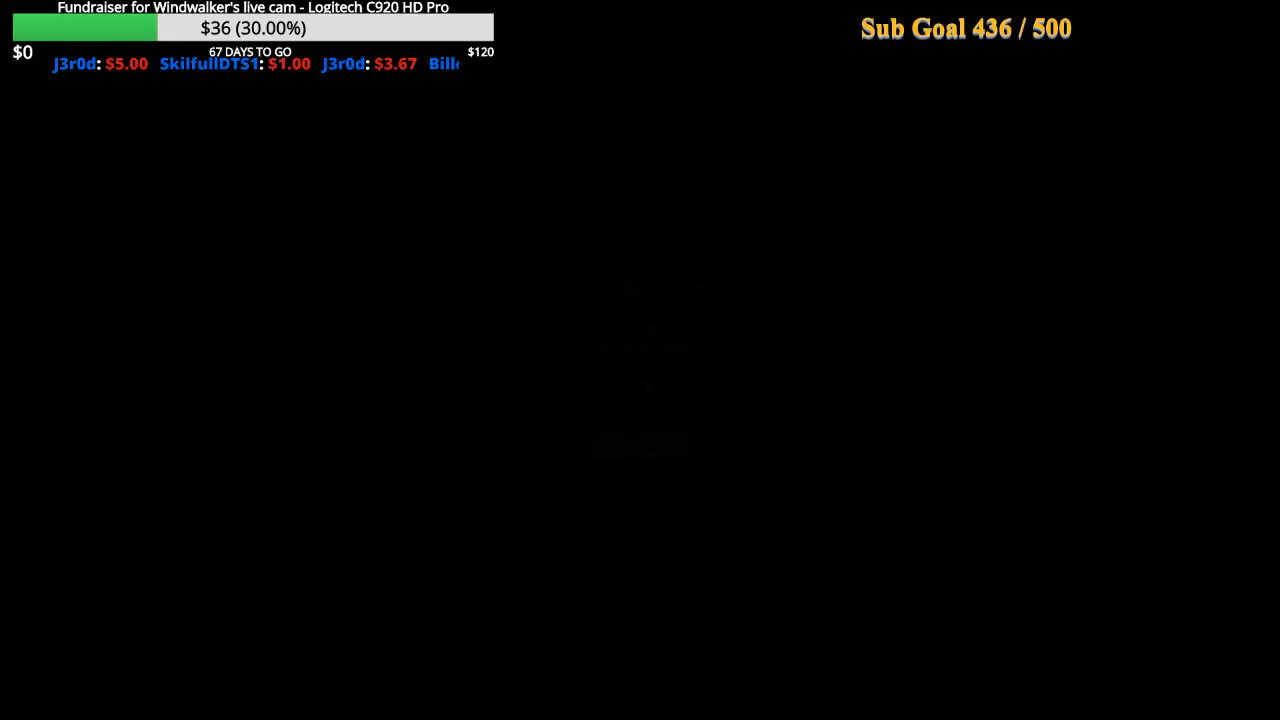 Fundraiser for Windwalker's live cam - Logitech C920 HD Pro
$36 (30.00%)
$0 67 DAYS TO GO $120
J3r0d: $5.00 SkilfullDTS1: $1.00 J3r0d: $3.67
Sub Goal 436 / 500